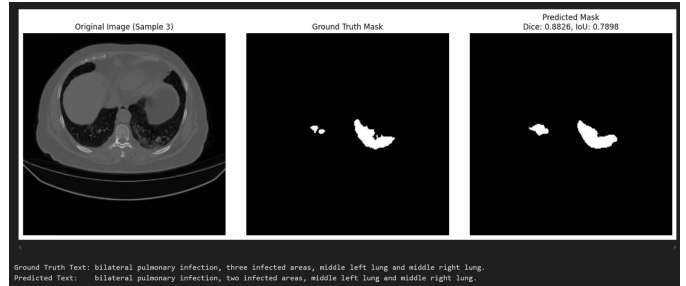 Original Image (Sample 3)
Ground Truth Mask
Predicted Mask
Dice: 0.8826, IoU: 0.7898
Ground Truth Text: bilateral pulmonary infection, three infected areas, middle left lung and middle right lung.
Predicted Text: bilateral pulmonary infection, two infected areas, middle left lung and middle right lung.